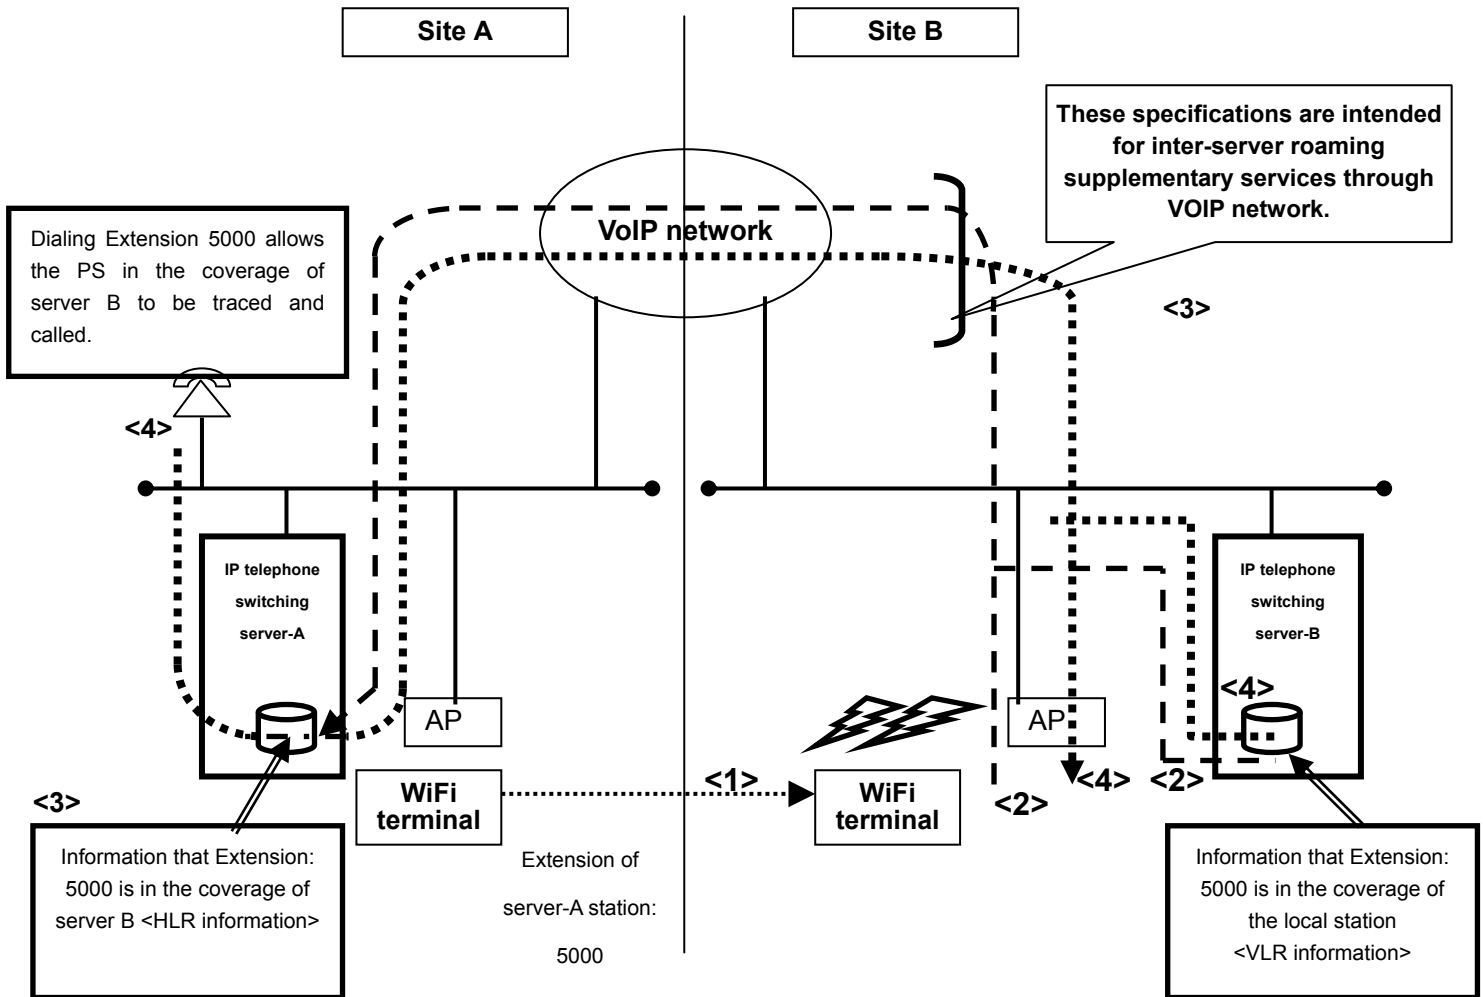 Site A
Site B
These specifications are intended
for inter-server roaming
supplementary services through
VOIP network.
VoIP network
Dialing Extension 5000 allows
the PS in the coverage of
server B to be traced and
called.
<3>
<4>
IP telephone
switching
server-A
IP telephone
switching
server-B
<4>
AP
AP
<1>
<2>
<4>
<2>
<3>
WiFi
terminal
WiFi
terminal
Information that Extension:
5000 is in the coverage of
server B <HLR information>
Extension of
server-A station:
5000
Information that Extension:
5000 is in the coverage of
the local station
<VLR information>